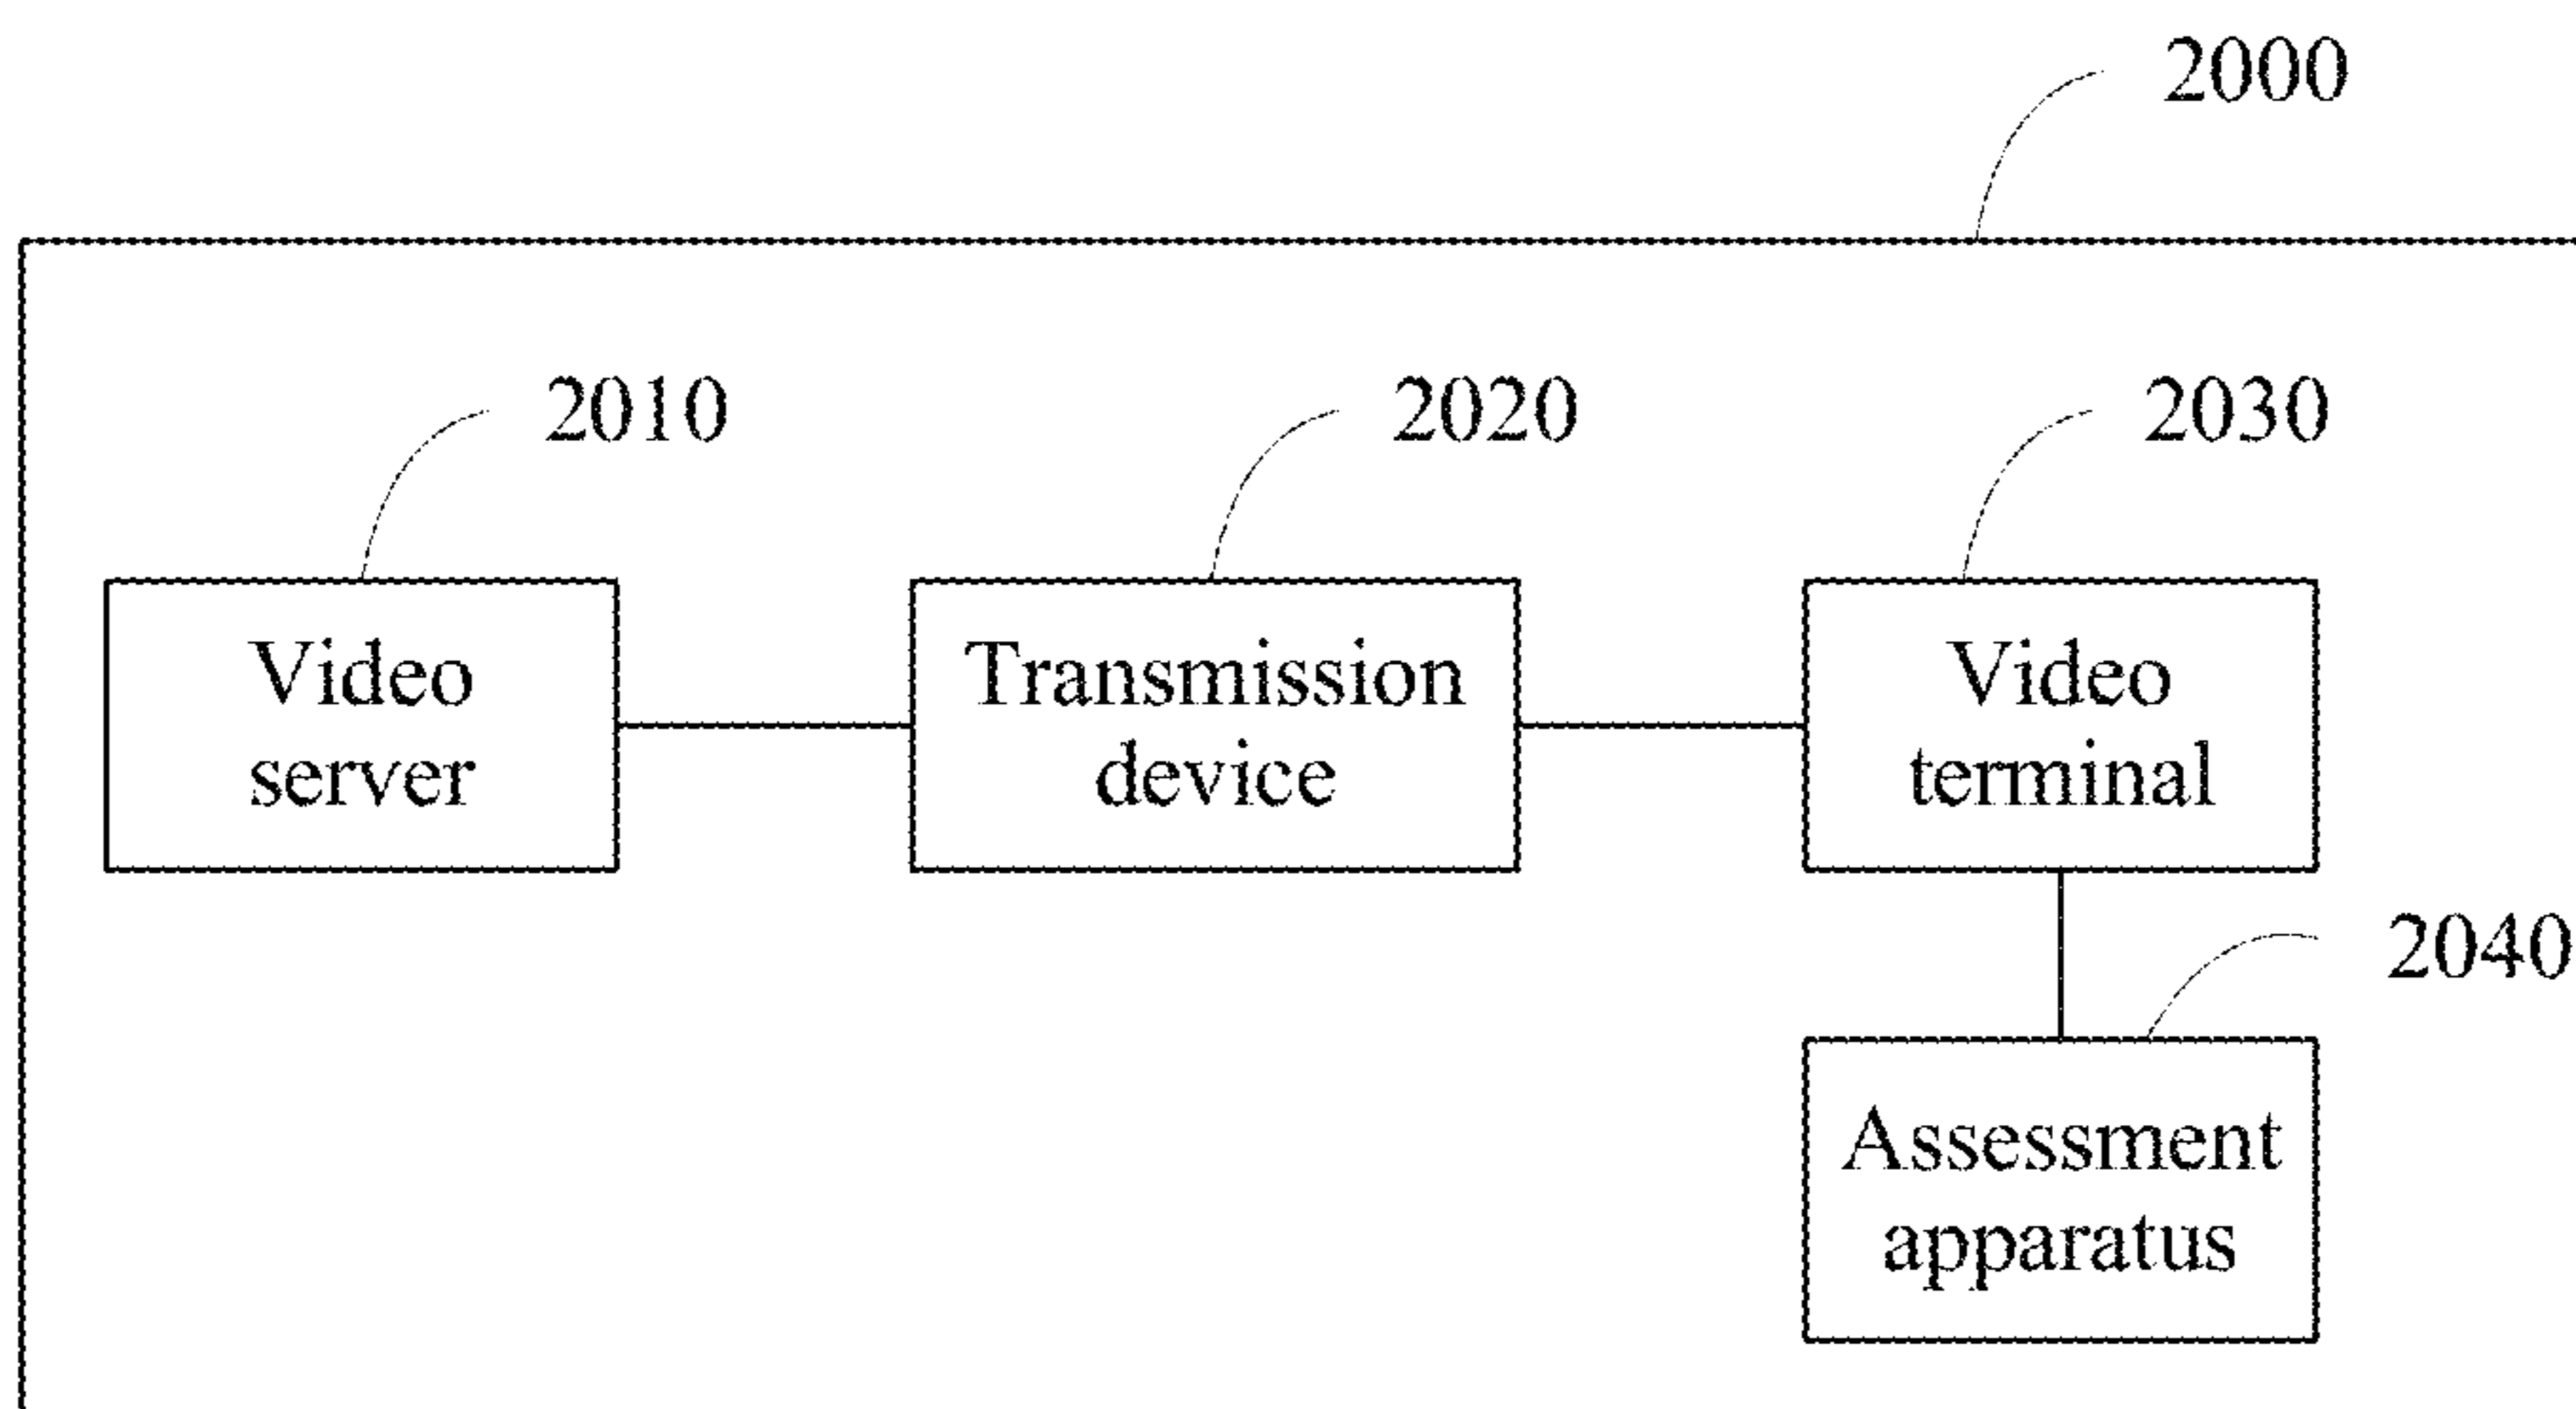 2000
2010
2020
2030
Video
server
Transmission
device
Video
terminal
2040
Assessment
apparatus